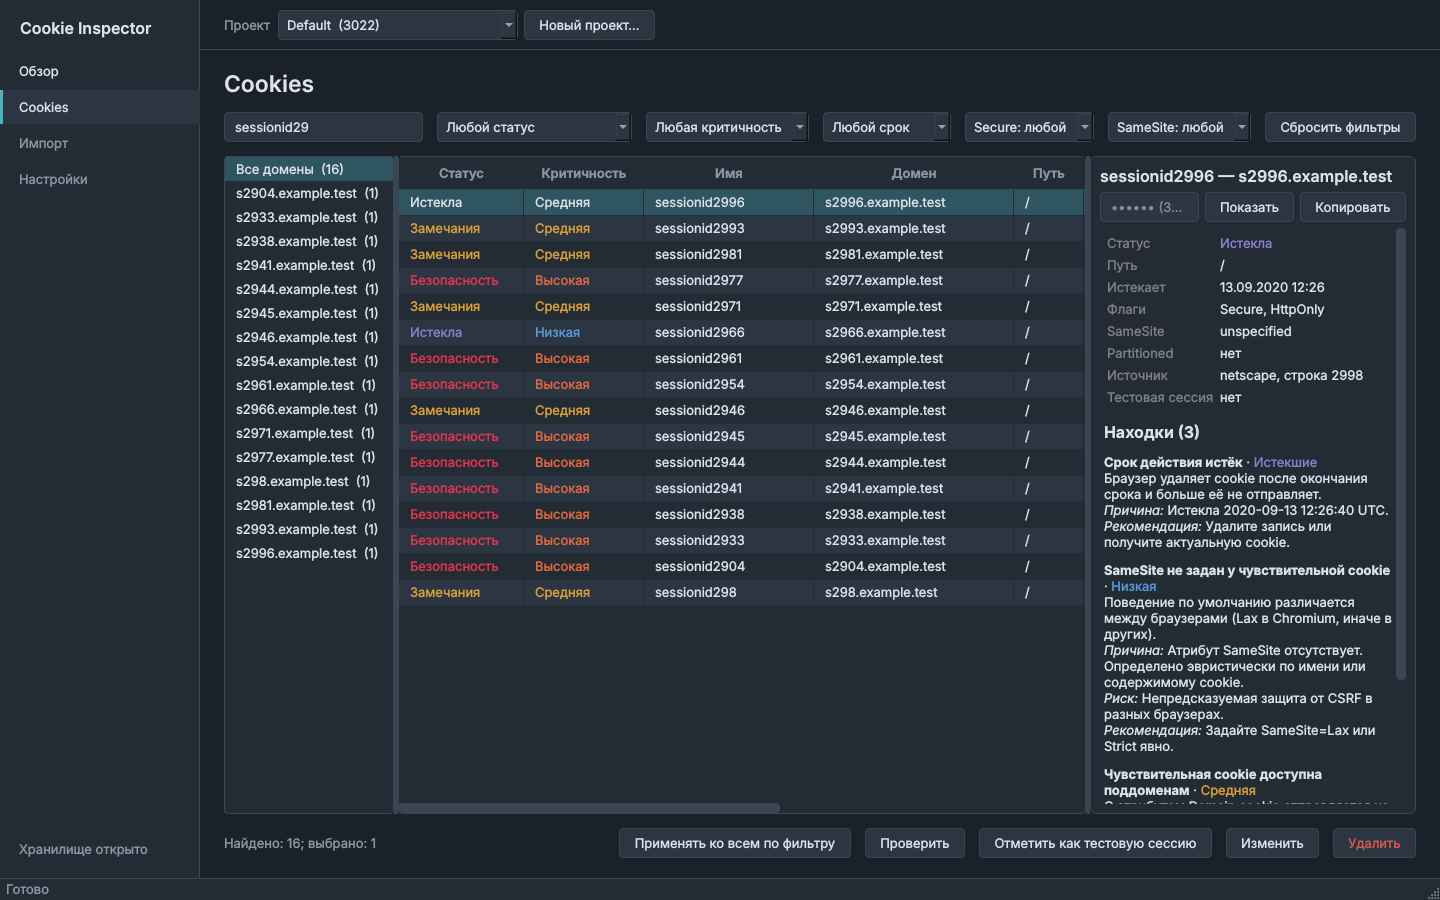 Cookie Inspector
Обзор
Cookies
Импорт
Настройки
Хранилище открыто
Проект Default (3022) Новый проект...
Cookies
sessionid29 Любой статус Любая критичность Любой срок Secure: любой SameSite: любой Сбросить фильтры
Все домены (16)
s2904.example.test (1)
s2933.example.test (1)
s2938.example.test (1)
s2941.example.test (1)
s2944.example.test (1)
s2945.example.test (1)
s2946.example.test (1)
s2954.example.test (1)
s2961.example.test (1)
s2966.example.test (1)
s2971.example.test (1)
s2977.example.test (1)
s298.example.test (1)
s2981.example.test (1)
s2993.example.test (1)
s2996.example.test (1)
Статус Критичность Имя Домен Путь
Истекла Средняя sessionid2996 s2996.example.test /
Замечания Средняя sessionid2993 s2993.example.test /
Замечания Средняя sessionid2981 s2981.example.test /
Безопасность Высокая sessionid2977 s2977.example.test /
Замечания Средняя sessionid2971 s2971.example.test /
Истекла Низкая sessionid2966 s2966.example.test /
Безопасность Высокая sessionid2961 s2961.example.test /
Безопасность Высокая sessionid2954 s2954.example.test /
Замечания Средняя sessionid2946 s2946.example.test /
Безопасность Высокая sessionid2945 s2945.example.test /
Безопасность Высокая sessionid2944 s2944.example.test /
Безопасность Высокая sessionid2941 s2941.example.test /
Безопасность Высокая sessionid2938 s2938.example.test /
Безопасность Высокая sessionid2933 s2933.example.test /
Безопасность Высокая sessionid2904 s2904.example.test /
Замечания Средняя sessionid298 s298.example.test /
sessionid2996 — s2996.example.test
•••••• (3... Показать Копировать
Статус Истекла
Путь /
Истекает 13.09.2020 12:26
Флаги Secure, HttpOnly
SameSite unspecified
Partitioned нет
Источник netscape, строка 2998
Тестовая сессия нет
Находки (3)
Срок действия истёк · Истекшие
Браузер удаляет cookie после окончания
срока и больше её не отправляет.
Причина: Истекла 2020-09-13 12:26:40 UTC.
Рекомендация: Удалите запись или
получите актуальную cookie.
SameSite не задан у чувствительной cookie
· Низкая
Поведение по умолчанию различается
между браузерами (Lax в Chromium, иначе в
других).
Причина: Атрибут SameSite отсутствует.
Определено эвристически по имени или
содержимому cookie.
Риск: Непредсказуемая защита от CSRF в
разных браузерах.
Рекомендация: Задайте SameSite=Lax или
Strict явно.
Чувствительная cookie доступна
поддоменам · Средняя
Найдено: 16; выбрано: 1 Применять ко всем по фильтру Проверить Отметить как тестовую сессию Изменить Удалить
Готово